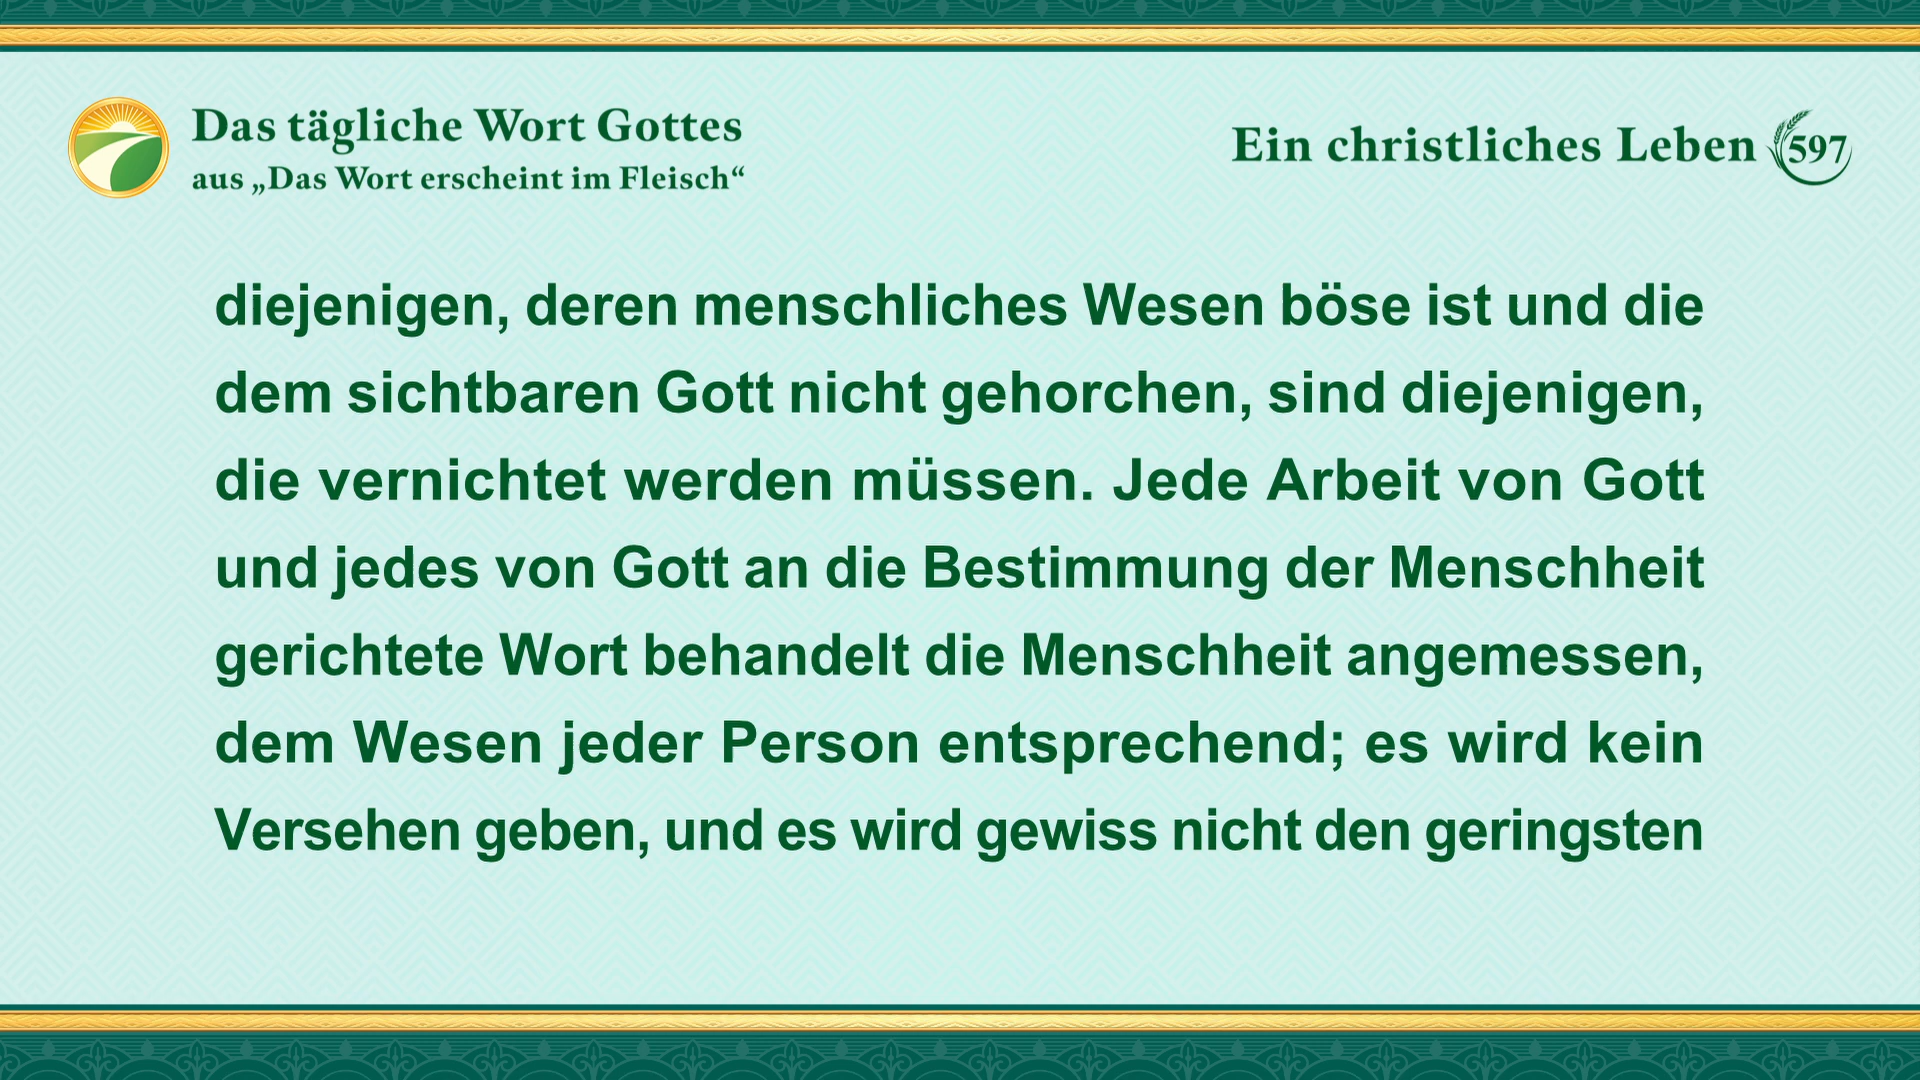 Das tägliche Wort Gottes
aus „Das Wort erscheint im Fleisch“
Ein christliches Leben 597
diejenigen, deren menschliches Wesen böse ist und die
dem sichtbaren Gott nicht gehorchen, sind diejenigen,
die vernichtet werden müssen. Jede Arbeit von Gott
und jedes von Gott an die Bestimmung der Menschheit
gerichtete Wort behandelt die Menschheit angemessen,
dem Wesen jeder Person entsprechend; es wird kein
Versehen geben, und es wird gewiss nicht den geringsten